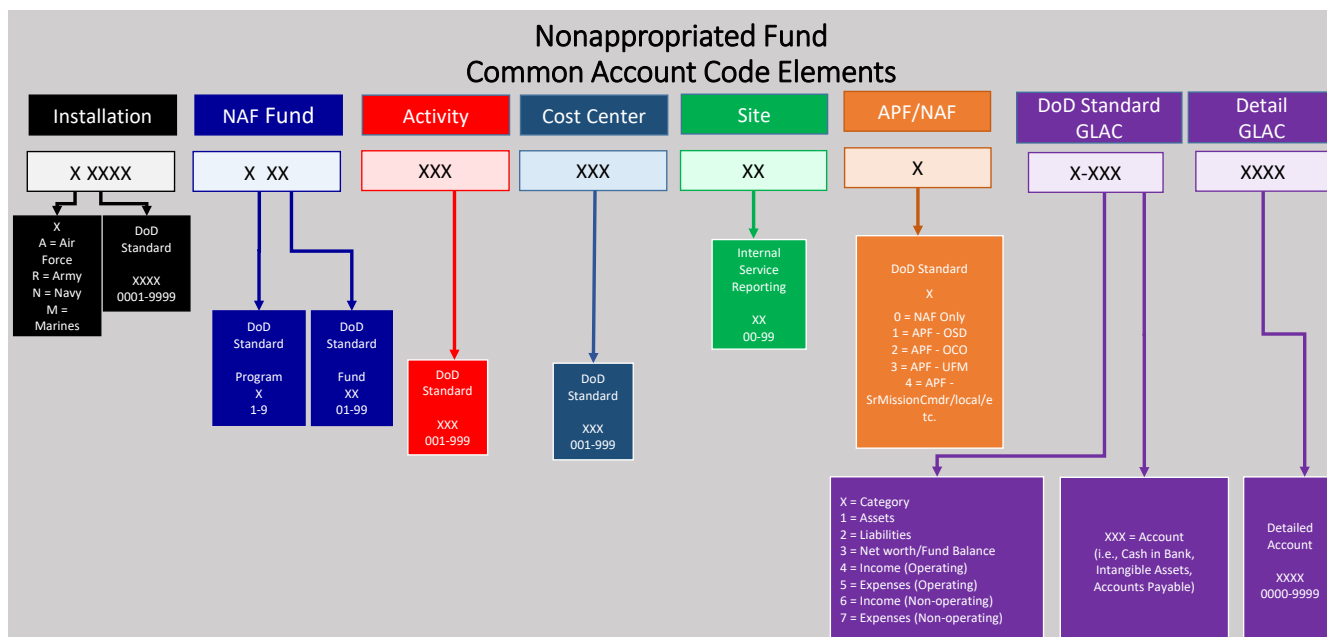 Nonappropriated Fund
Common Account Code Elements
Installation
NAF Fund
Activity
Cost Center
Site
APF/NAF
DoD Standard
GLAC
Detail
GLAC
X XXXX
X XX
XXX
XXX
XX
X
X-XXX
XXXX
X
A = Air
Force
R = Army
N = Navy
M =
Marines
DoD
Standard
XXXX
0001-9999
DoD
Standard
Program
X
1-9
DoD
Standard
Fund
XX
01-99
DoD
Standard
XXX
001-999
DoD
Standard
XXX
001-999
Internal
Service
Reporting
XX
00-99
DoD Standard
X
0 = NAF Only
1 = APF - OSD
2 = APF - OCO
3 = APF - UFM
4 = APF -
SrMissionCmdr/local/e
tc.
X = Category
1 = Assets
2 = Liabilities
3 = Net worth/Fund Balance
4 = Income (Operating)
5 = Expenses (Operating)
6 = Income (Non-operating)
7 = Expenses (Non-operating)
XXX = Account
(i.e., Cash in Bank,
Intangible Assets,
Accounts Payable)
Detailed
Account
XXXX
0000-9999